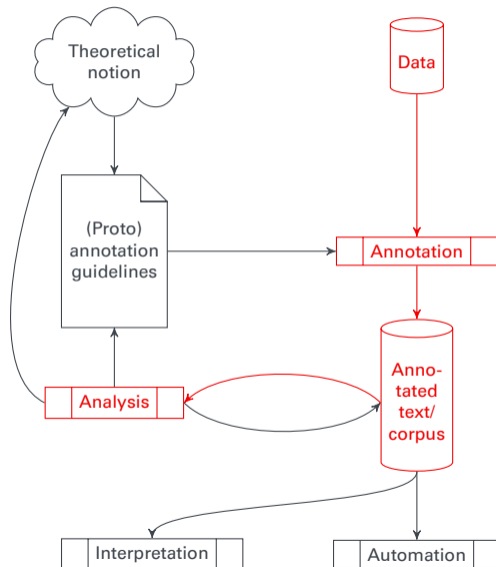 Theoretical
notion
Data
(Proto)
annotation
guidelines
Annotation
Anno-
tated
text/
corpus
Analysis
Interpretation
Automation